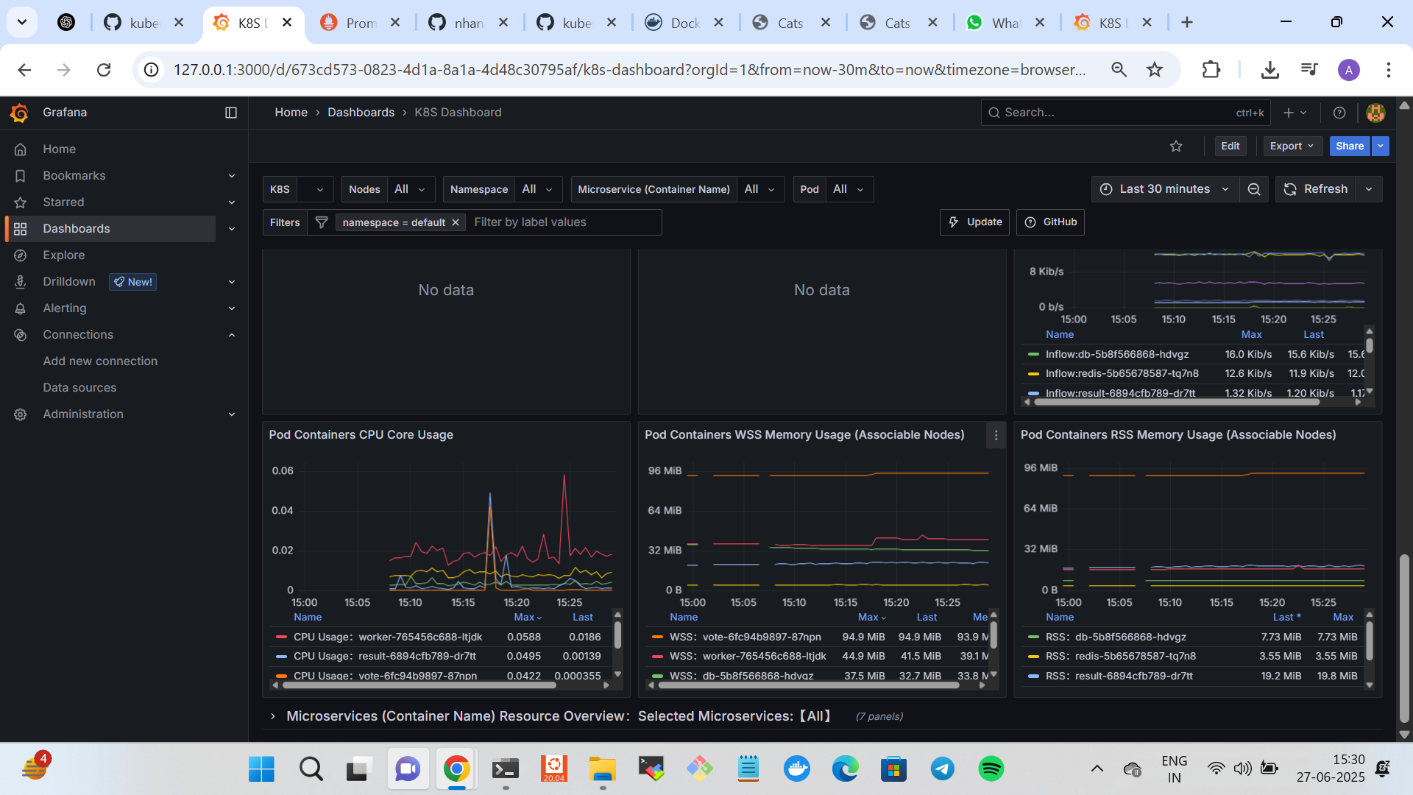 kube
K8S D
Prom
nhan
kube
Dock
Cats
Cats
What
K8S D
127.0.0.1:3000/d/673cd573-0823-4d1a-8a1a-4d48c30795af/k8s-dashboard?orgId=1&from=now-30m&to=now&timezone=browser...
A
Grafana
Home › Dashboards › K8S Dashboard
Search... ctrl+k
Edit Export Share
Home
Bookmarks
Starred
Dashboards
Explore
Drilldown New!
Alerting
Connections
Add new connection
Data sources
Administration
K8S Nodes All Namespace All Microservice (Container Name) All Pod All
Last 30 minutes Refresh
Filters namespace = default Filter by label values Update GitHub
No data
No data
8 Kib/s
0 b/s
15:00 15:05 15:10 15:15 15:20 15:25
Name Max Last
Inflow:db-5b8f566868-hdvgz 16.0 Kib/s 15.6 Kib/s 15.6
Inflow:redis-5b65678587-tq7n8 12.6 Kib/s 11.9 Kib/s 12.0
Inflow:result-6894cfb789-dr7tt 1.32 Kib/s 1.20 Kib/s 1.17
Pod Containers CPU Core Usage
0.06
0.04
0.02
0
15:00 15:05 15:10 15:15 15:20 15:25
Name Max Last
CPU Usage: worker-765456c688-ltjdk 0.0588 0.0186
CPU Usage: result-6894cfb789-dr7tt 0.0495 0.00139
CPU Usage: vote-6fc94b9897-87npn 0.0422 0.000355
Pod Containers WSS Memory Usage (Associable Nodes)
96 MiB
64 MiB
32 MiB
0 B
15:00 15:05 15:10 15:15 15:20 15:25
Name Max Last Me
WSS: vote-6fc94b9897-87npn 94.9 MiB 94.9 MiB 93.9 M
WSS: worker-765456c688-ltjdk 44.9 MiB 41.5 MiB 39.1 M
WSS: db-5b8f566868-hdvgz 37.5 MiB 32.7 MiB 33.8 M
Pod Containers RSS Memory Usage (Associable Nodes)
96 MiB
64 MiB
32 MiB
0 B
15:00 15:05 15:10 15:15 15:20 15:25
Name Last * Max
RSS: db-5b8f566868-hdvgz 7.73 MiB 7.73 MiB
RSS: redis-5b65678587-tq7n8 3.55 MiB 3.55 MiB
RSS: result-6894cfb789-dr7tt 19.2 MiB 19.8 MiB
Microservices (Container Name) Resource Overview: Selected Microservices:【All】 (7 panels)
4
20.04
ENG
IN
15:30
27-06-2025